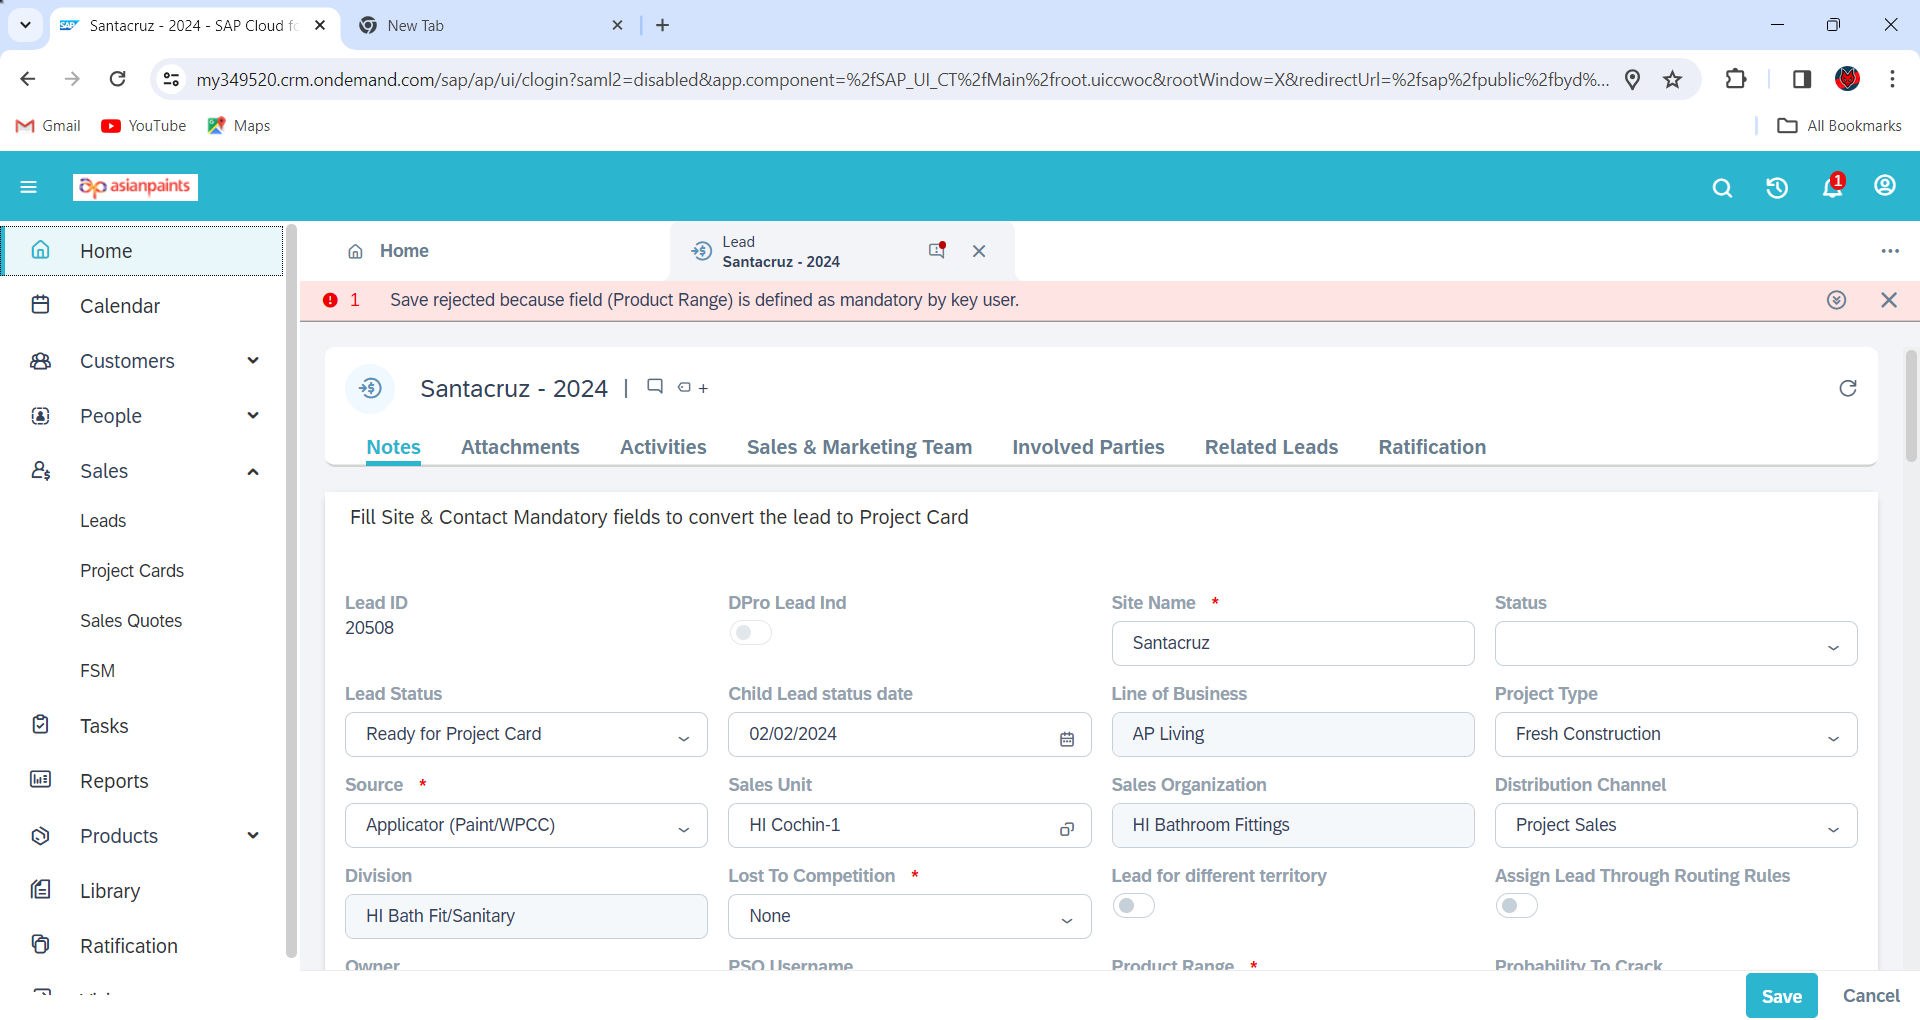 Santacruz - 2024 - SAP Cloud fo
New Tab
my349520.crm.ondemand.com/sap/ap/ui/clogin?saml2=disabled&app.component=%2fSAP_UI_CT%2fMain%2froot.uiccwoc&rootWindow=X&redirectUrl=%2fsap%2fpublic%2fbyd%...
Gmail
YouTube
Maps
All Bookmarks
asianpaints
1
Home
Calendar
Customers
People
Sales
Leads
Project Cards
Sales Quotes
FSM
Tasks
Reports
Products
Library
Ratification
Home
Lead
Santacruz - 2024
1 Save rejected because field (Product Range) is defined as mandatory by key user.
Santacruz - 2024 |
Notes Attachments Activities Sales & Marketing Team Involved Parties Related Leads Ratification
Fill Site & Contact Mandatory fields to convert the lead to Project Card
Lead ID
20508
DPro Lead Ind
Site Name *
Santacruz
Status
Lead Status
Ready for Project Card
Child Lead status date
02/02/2024
Line of Business
AP Living
Project Type
Fresh Construction
Source *
Applicator (Paint/WPCC)
Sales Unit
HI Cochin-1
Sales Organization
HI Bathroom Fittings
Distribution Channel
Project Sales
Division
HI Bath Fit/Sanitary
Lost To Competition *
None
Lead for different territory
Assign Lead Through Routing Rules
Owner
PSO Username
Product Range *
Probability To Crack
Save
Cancel